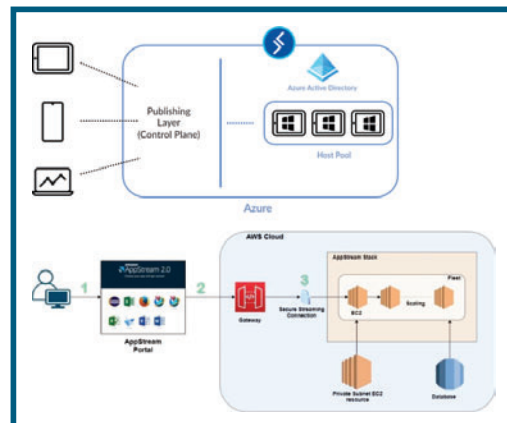 Publishing
Layer
(Control Plane)
Azure Active Directory
Host Pool
Azure
AWS Cloud
AppStream 2.0
AppStream
Portal
1
2
3
Gateway
Secure Streaming
Connection
AppStream Stack
Fleet
EC2
Scaling
Private Subnet EC2
resource
Database